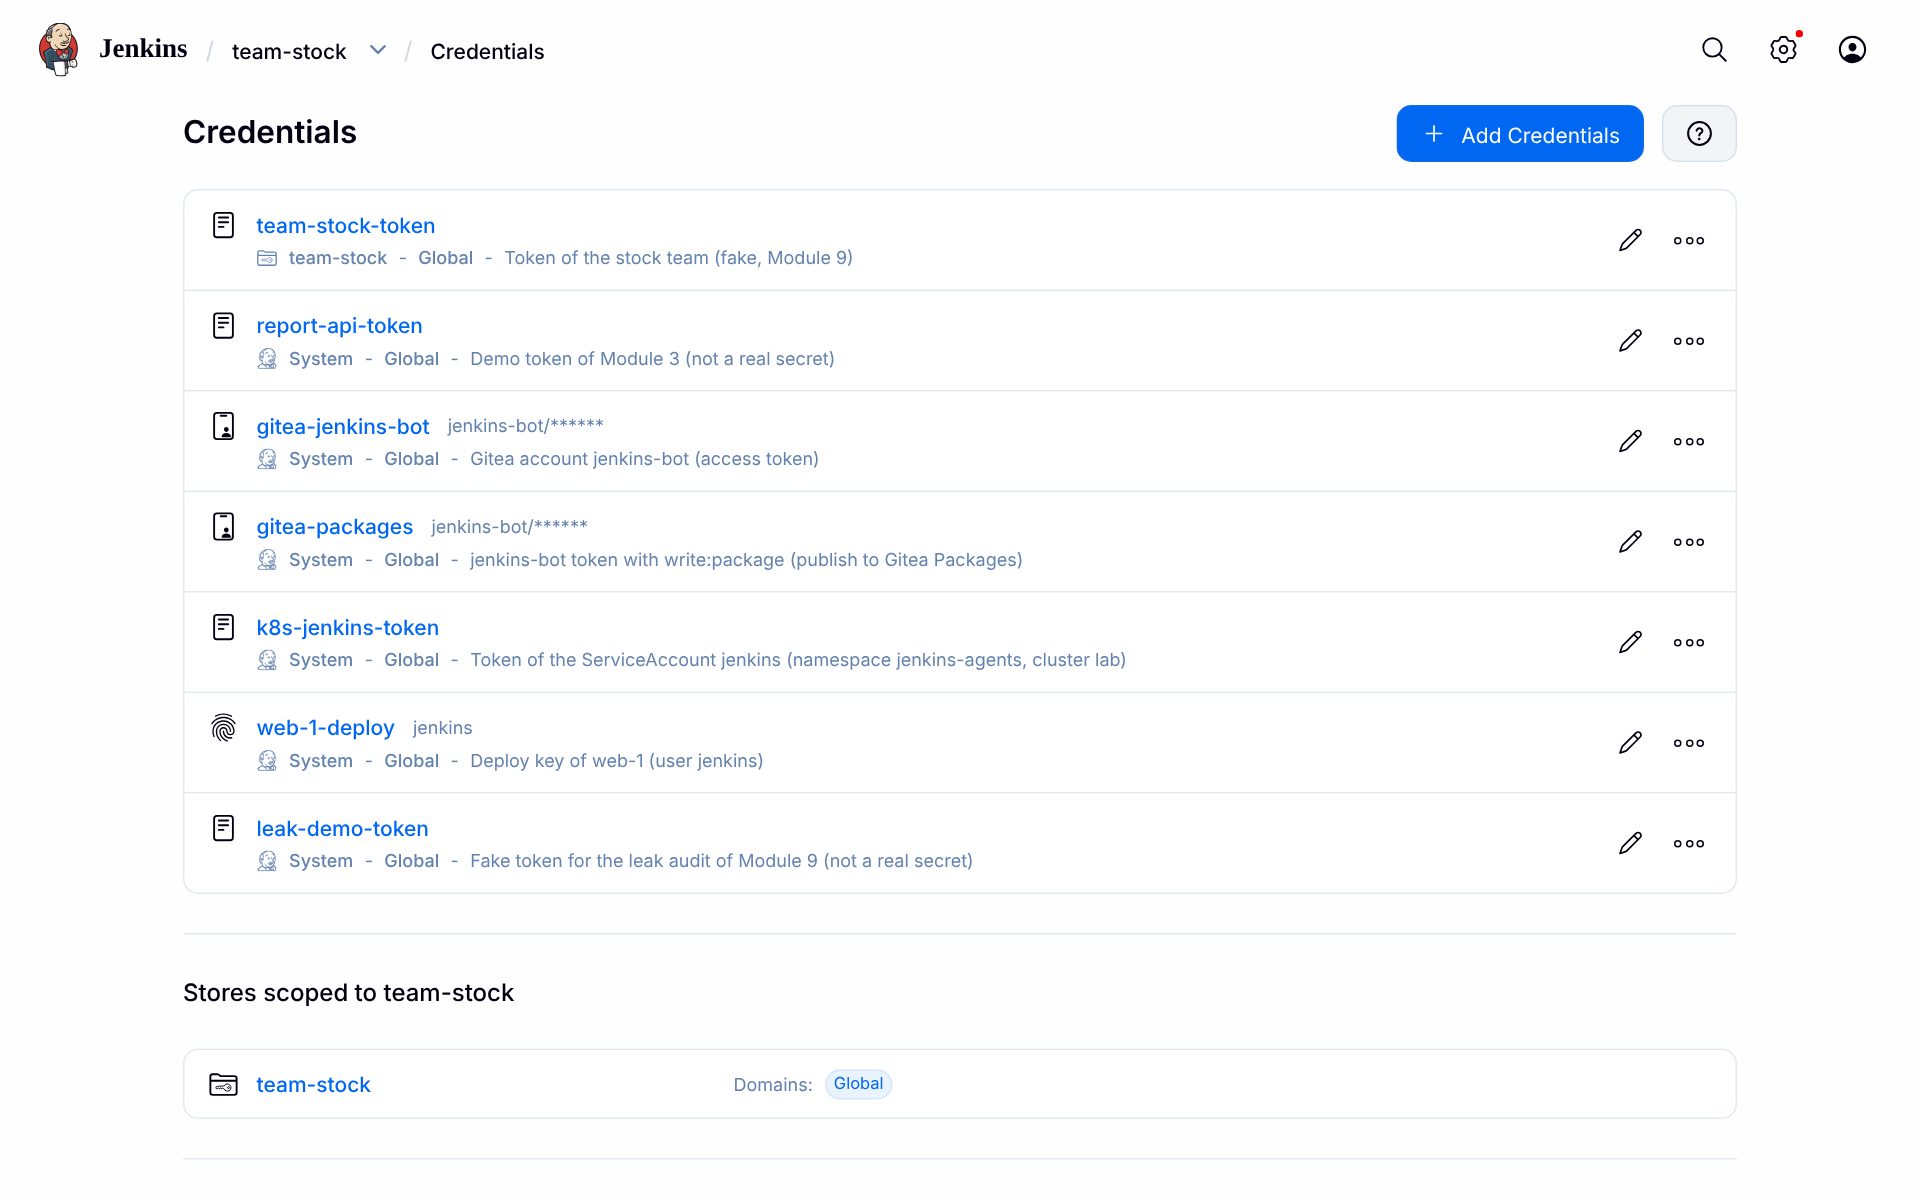 Jenkins / team-stock / Credentials
Credentials
Add Credentials
team-stock-token
team-stock - Global - Token of the stock team (fake, Module 9)
report-api-token
System - Global - Demo token of Module 3 (not a real secret)
gitea-jenkins-bot jenkins-bot/******
System - Global - Gitea account jenkins-bot (access token)
gitea-packages jenkins-bot/******
System - Global - jenkins-bot token with write:package (publish to Gitea Packages)
k8s-jenkins-token
System - Global - Token of the ServiceAccount jenkins (namespace jenkins-agents, cluster lab)
web-1-deploy jenkins
System - Global - Deploy key of web-1 (user jenkins)
leak-demo-token
System - Global - Fake token for the leak audit of Module 9 (not a real secret)
Stores scoped to team-stock
team-stock Domains: Global